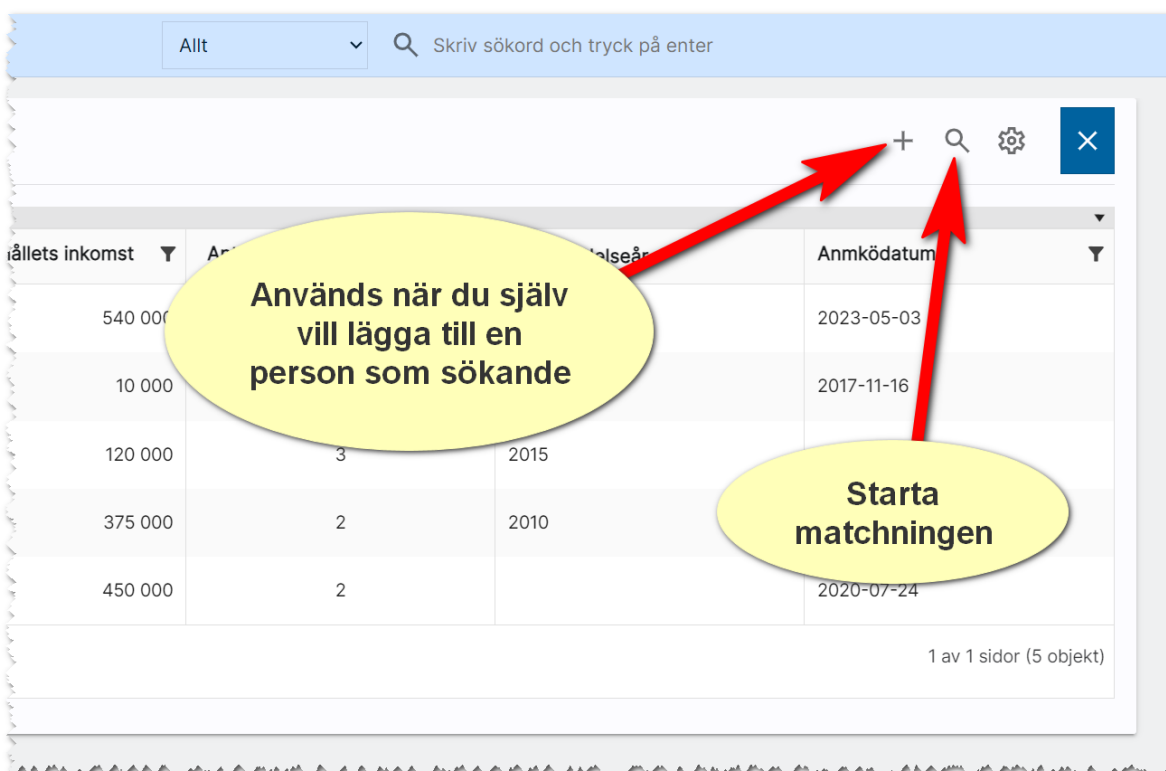 Allt
Skriv sökord och tryck på enter
ållets inkomst
Anmködatum
540 000
2023-05-03
10 000
2017-11-16
120 000 3 2015
375 000 2 2010
450 000 2 2020-07-24
1 av 1 sidor (5 objekt)
Används när du själv
vill lägga till en
person som sökande
Starta
matchningen